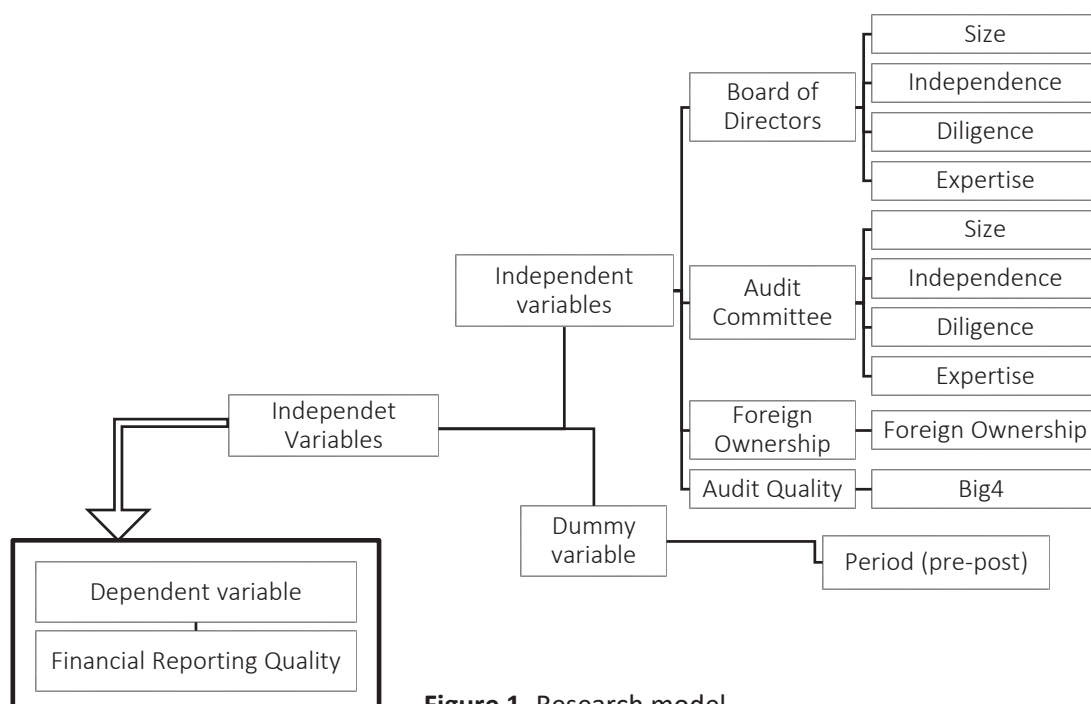 Size
Independence
Diligence
Expertise
Board of
Directors
Size
Independence
Diligence
Expertise
Audit
Committee
Independent
variables
Foreign
Ownership
Foreign Ownership
Audit Quality
Big4
Independet
Variables
Dummy
variable
Period (pre-post)
Dependent variable
Financial Reporting Quality
Figure 1. Research model